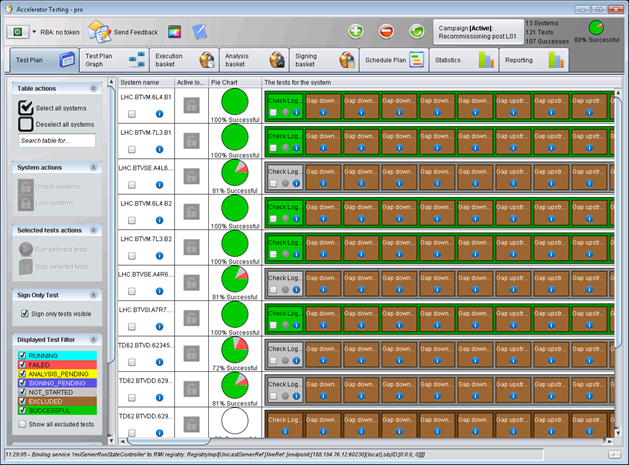 Accelerator Testing - pro
RBA: no token
Send Feedback
Campaign [Active]:
Recommissioning post LS1
13 Systems
121 Tests
107 Successes
88% Successful
Test Plan
Test Plan Graph
Execution basket
Analysis basket
Signing basket
Schedule Plan
Statistics
Reporting
Table actions
Select all systems
Deselect all systems
Search table for...
System actions
Unlock systems
Lock systems
Selected tests actions
Run selected tests
Sign selected tests
Sign Only Test
Sign only tests visible
Displayed Test Filter
RUNNING
FAILED
ANALYSIS_PENDING
SIGNING_PENDING
NOT_STARTED
EXCLUDED
SUCCESSFUL
Show all excluded tests
System name Active lo... Pie Chart The tests for the system
LHC.BTVM.6L4.B1
100% Successful
Check Log... Gap down... Gap down... Gap down... Gap down... Gap upstr... Gap upstr... Gap upstr... Gap upstr...
LHC.BTVM.7L3.B1
100% Successful
Check Log... Gap down... Gap down... Gap down... Gap down... Gap upstr... Gap upstr... Gap upstr... Gap upstr...
LHC.BTVSE.A4L6...
81% Successful
Check Log... Gap down... Gap down... Gap down... Gap down... Gap upstr... Gap upstr... Gap upstr... Gap upstr...
LHC.BTVM.6L4.B2
100% Successful
Check Log... Gap down... Gap down... Gap down... Gap down... Gap upstr... Gap upstr... Gap upstr... Gap upstr...
LHC.BTVM.7L3.B2
100% Successful
Check Log... Gap down... Gap down... Gap down... Gap down... Gap upstr... Gap upstr... Gap upstr... Gap upstr...
LHC.BTVSE.A4R6...
81% Successful
Check Log... Gap down... Gap down... Gap down... Gap down... Gap upstr... Gap upstr... Gap upstr... Gap upstr...
LHC.BTVSI.A7R7...
100% Successful
Check Log... Gap down... Gap down... Gap down... Gap down... Gap upstr... Gap upstr... Gap upstr... Gap upstr...
TD62.BTVD.62345...
72% Successful
Check Log... Gap down... Gap down... Gap down... Gap down... Gap upstr... Gap upstr... Gap upstr... Gap upstr...
TD62.BTVDD.629...
81% Successful
Check Log... Gap down... Gap down... Gap down... Gap down... Gap upstr... Gap upstr... Gap upstr... Gap upstr...
TD62.BTVDD.629...
Check Log... Gap down... Gap down... Gap down... Gap down... Gap upstr... Gap upstr... Gap upstr... Gap upstr...
11:29:05 - Binding service 'rmiServerRunStateController' to RMI registry: RegistryImpl[UnicastServerRef [liveRef: [endpoint:[188.184.76.12:60230](local),objID:[0:0:0, 0]]]]